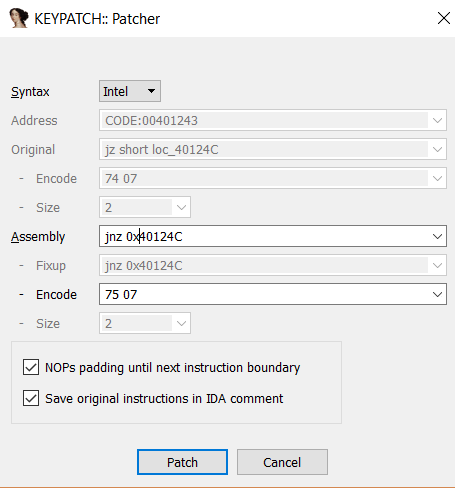 KEYPATCH:: Patcher
Syntax Intel
Address CODE:00401243
Original jz short loc_40124C
- Encode 74 07
- Size 2
Assembly jnz 0x40124C
- Fixup jnz 0x40124C
- Encode 75 07
- Size 2
NOPs padding until next instruction boundary
Save original instructions in IDA comment
Patch Cancel